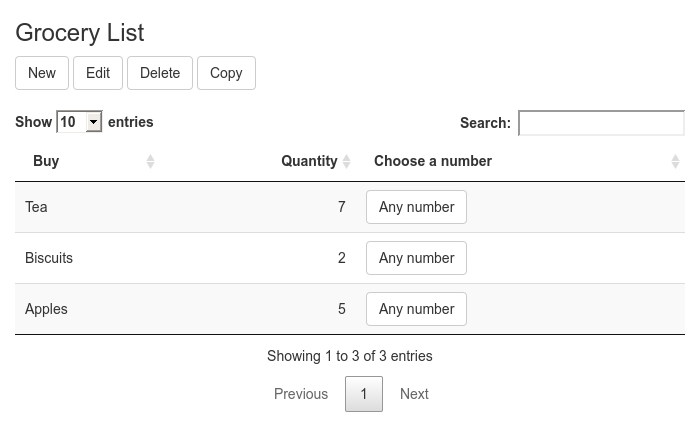 Grocery List
New Edit Delete Copy
Show 10 entries Search:
Buy Quantity Choose a number
Tea 7 Any number
Biscuits 2 Any number
Apples 5 Any number
Showing 1 to 3 of 3 entries
Previous 1 Next